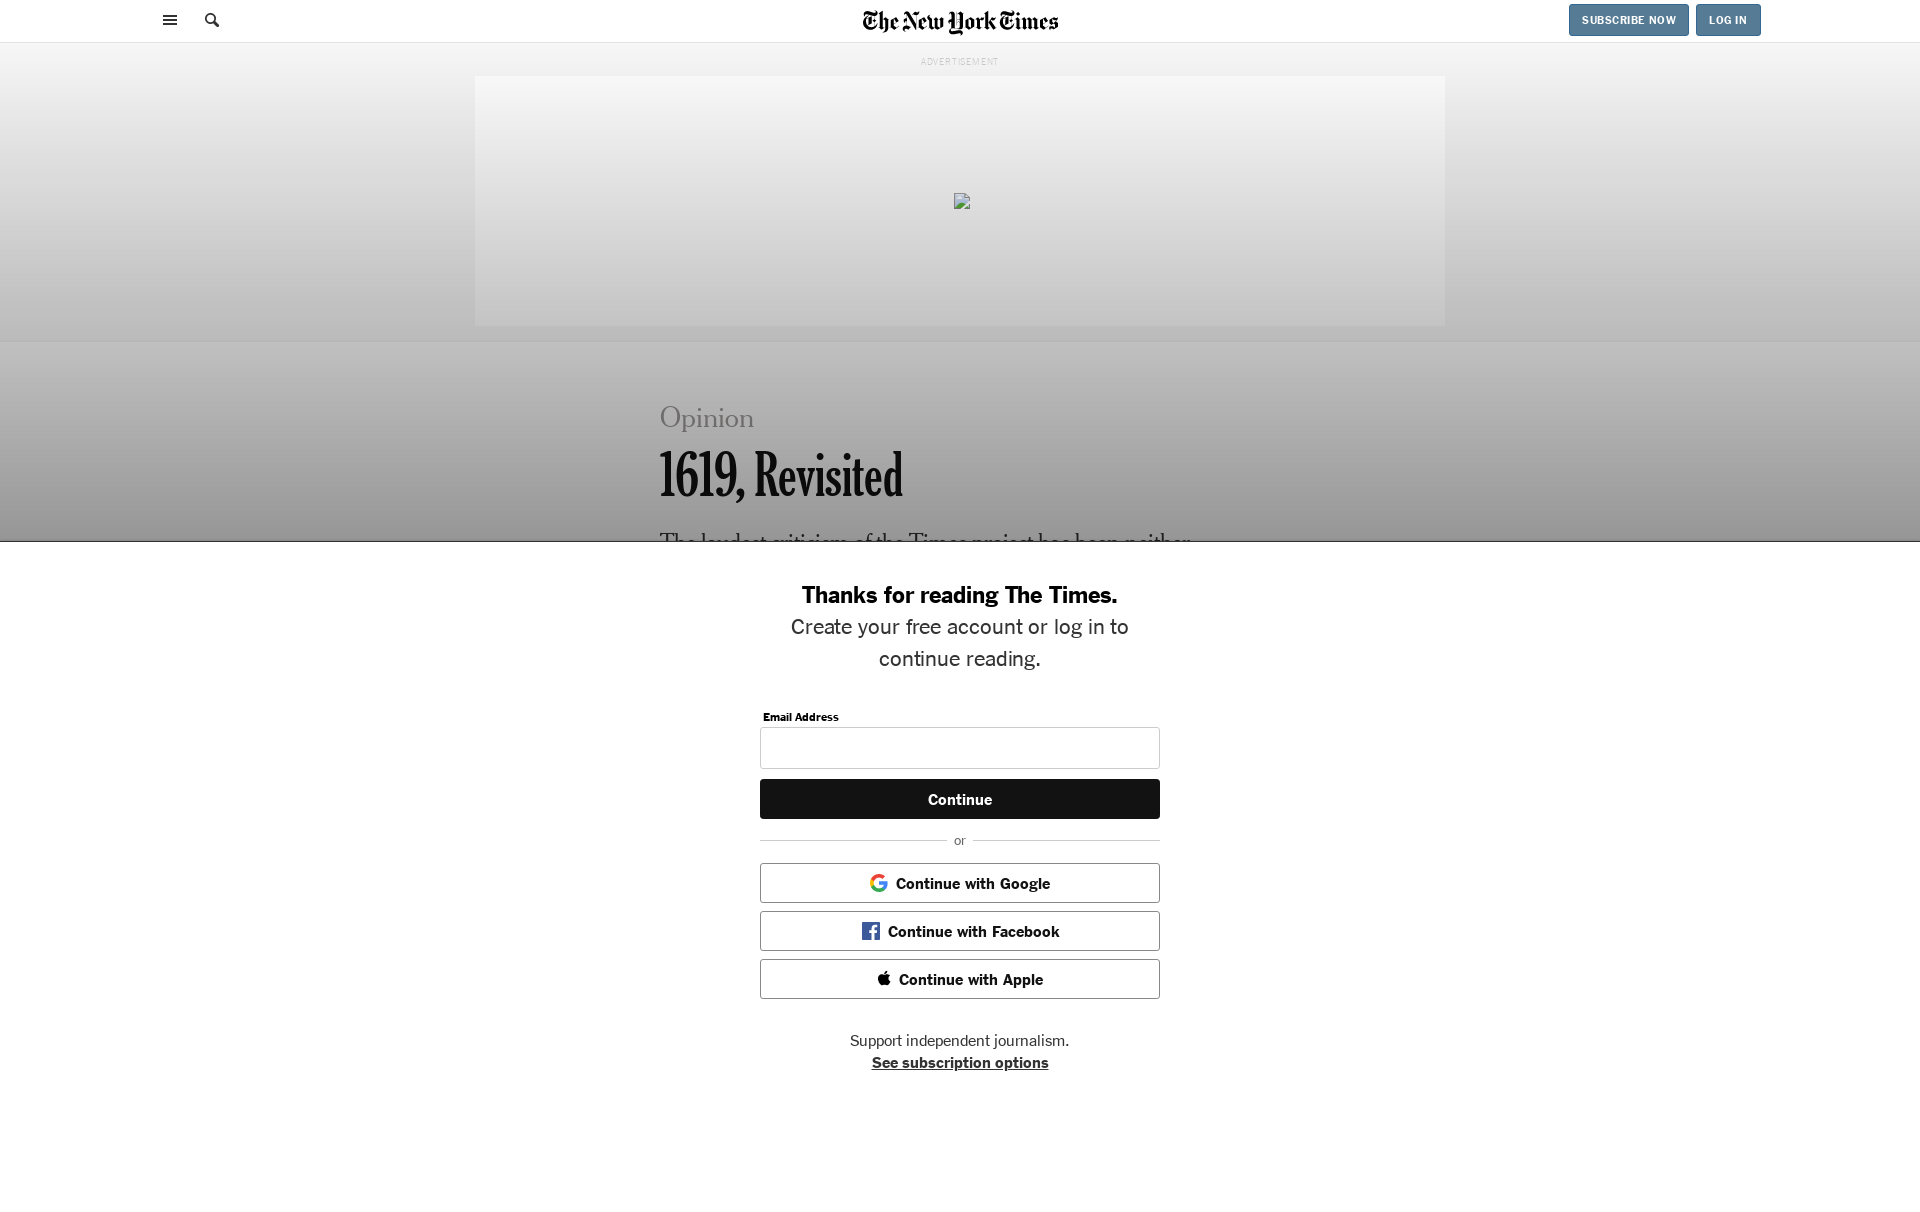 The New York Times
SUBSCRIBE NOW
LOG IN
ADVERTISEMENT
Opinion
1619, Revisited
The loudest criticism of the Times project has been neither
Thanks for reading The Times.
Create your free account or log in to
continue reading.
Email Address
Continue
or
Continue with Google
Continue with Facebook
Continue with Apple
Support independent journalism.
See subscription options